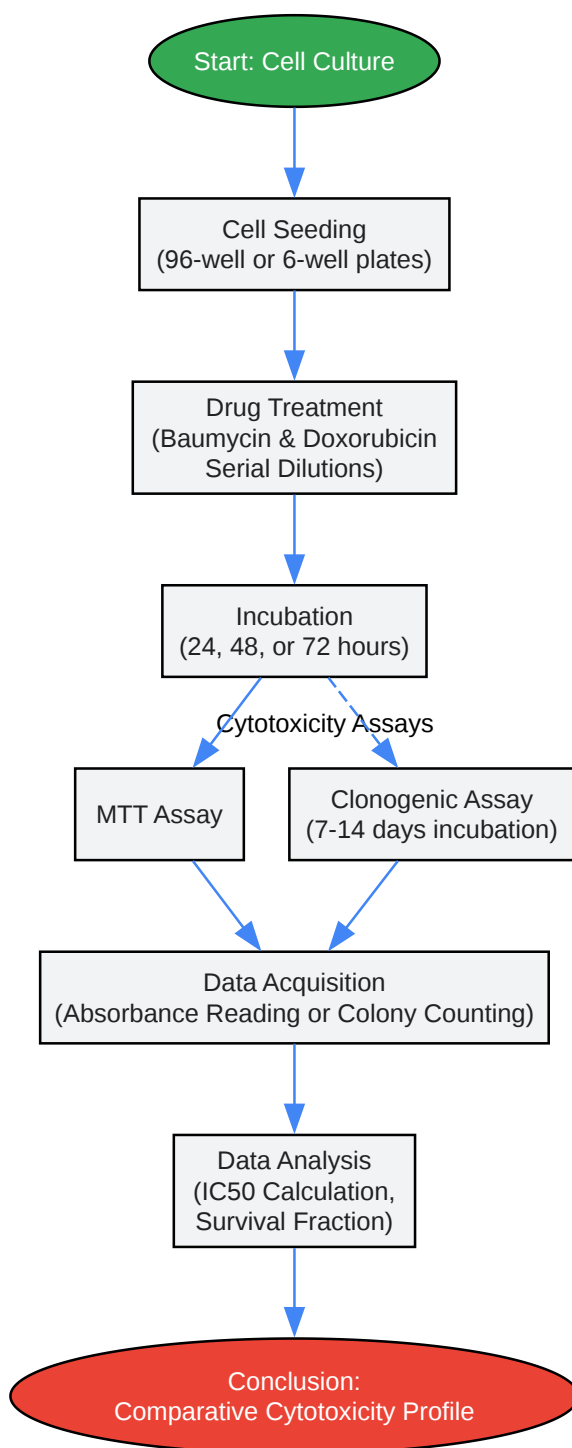 Start: Cell Culture
Cell Seeding
(96-well or 6-well plates)
Drug Treatment
(Baumycin & Doxorubicin
Serial Dilutions)
Incubation
(24, 48, or 72 hours)
Cytotoxicity Assays
MTT Assay
Clonogenic Assay
(7-14 days incubation)
Data Acquisition
(Absorbance Reading or Colony Counting)
Data Analysis
(IC50 Calculation,
Survival Fraction)
Conclusion:
Comparative Cytotoxicity Profile